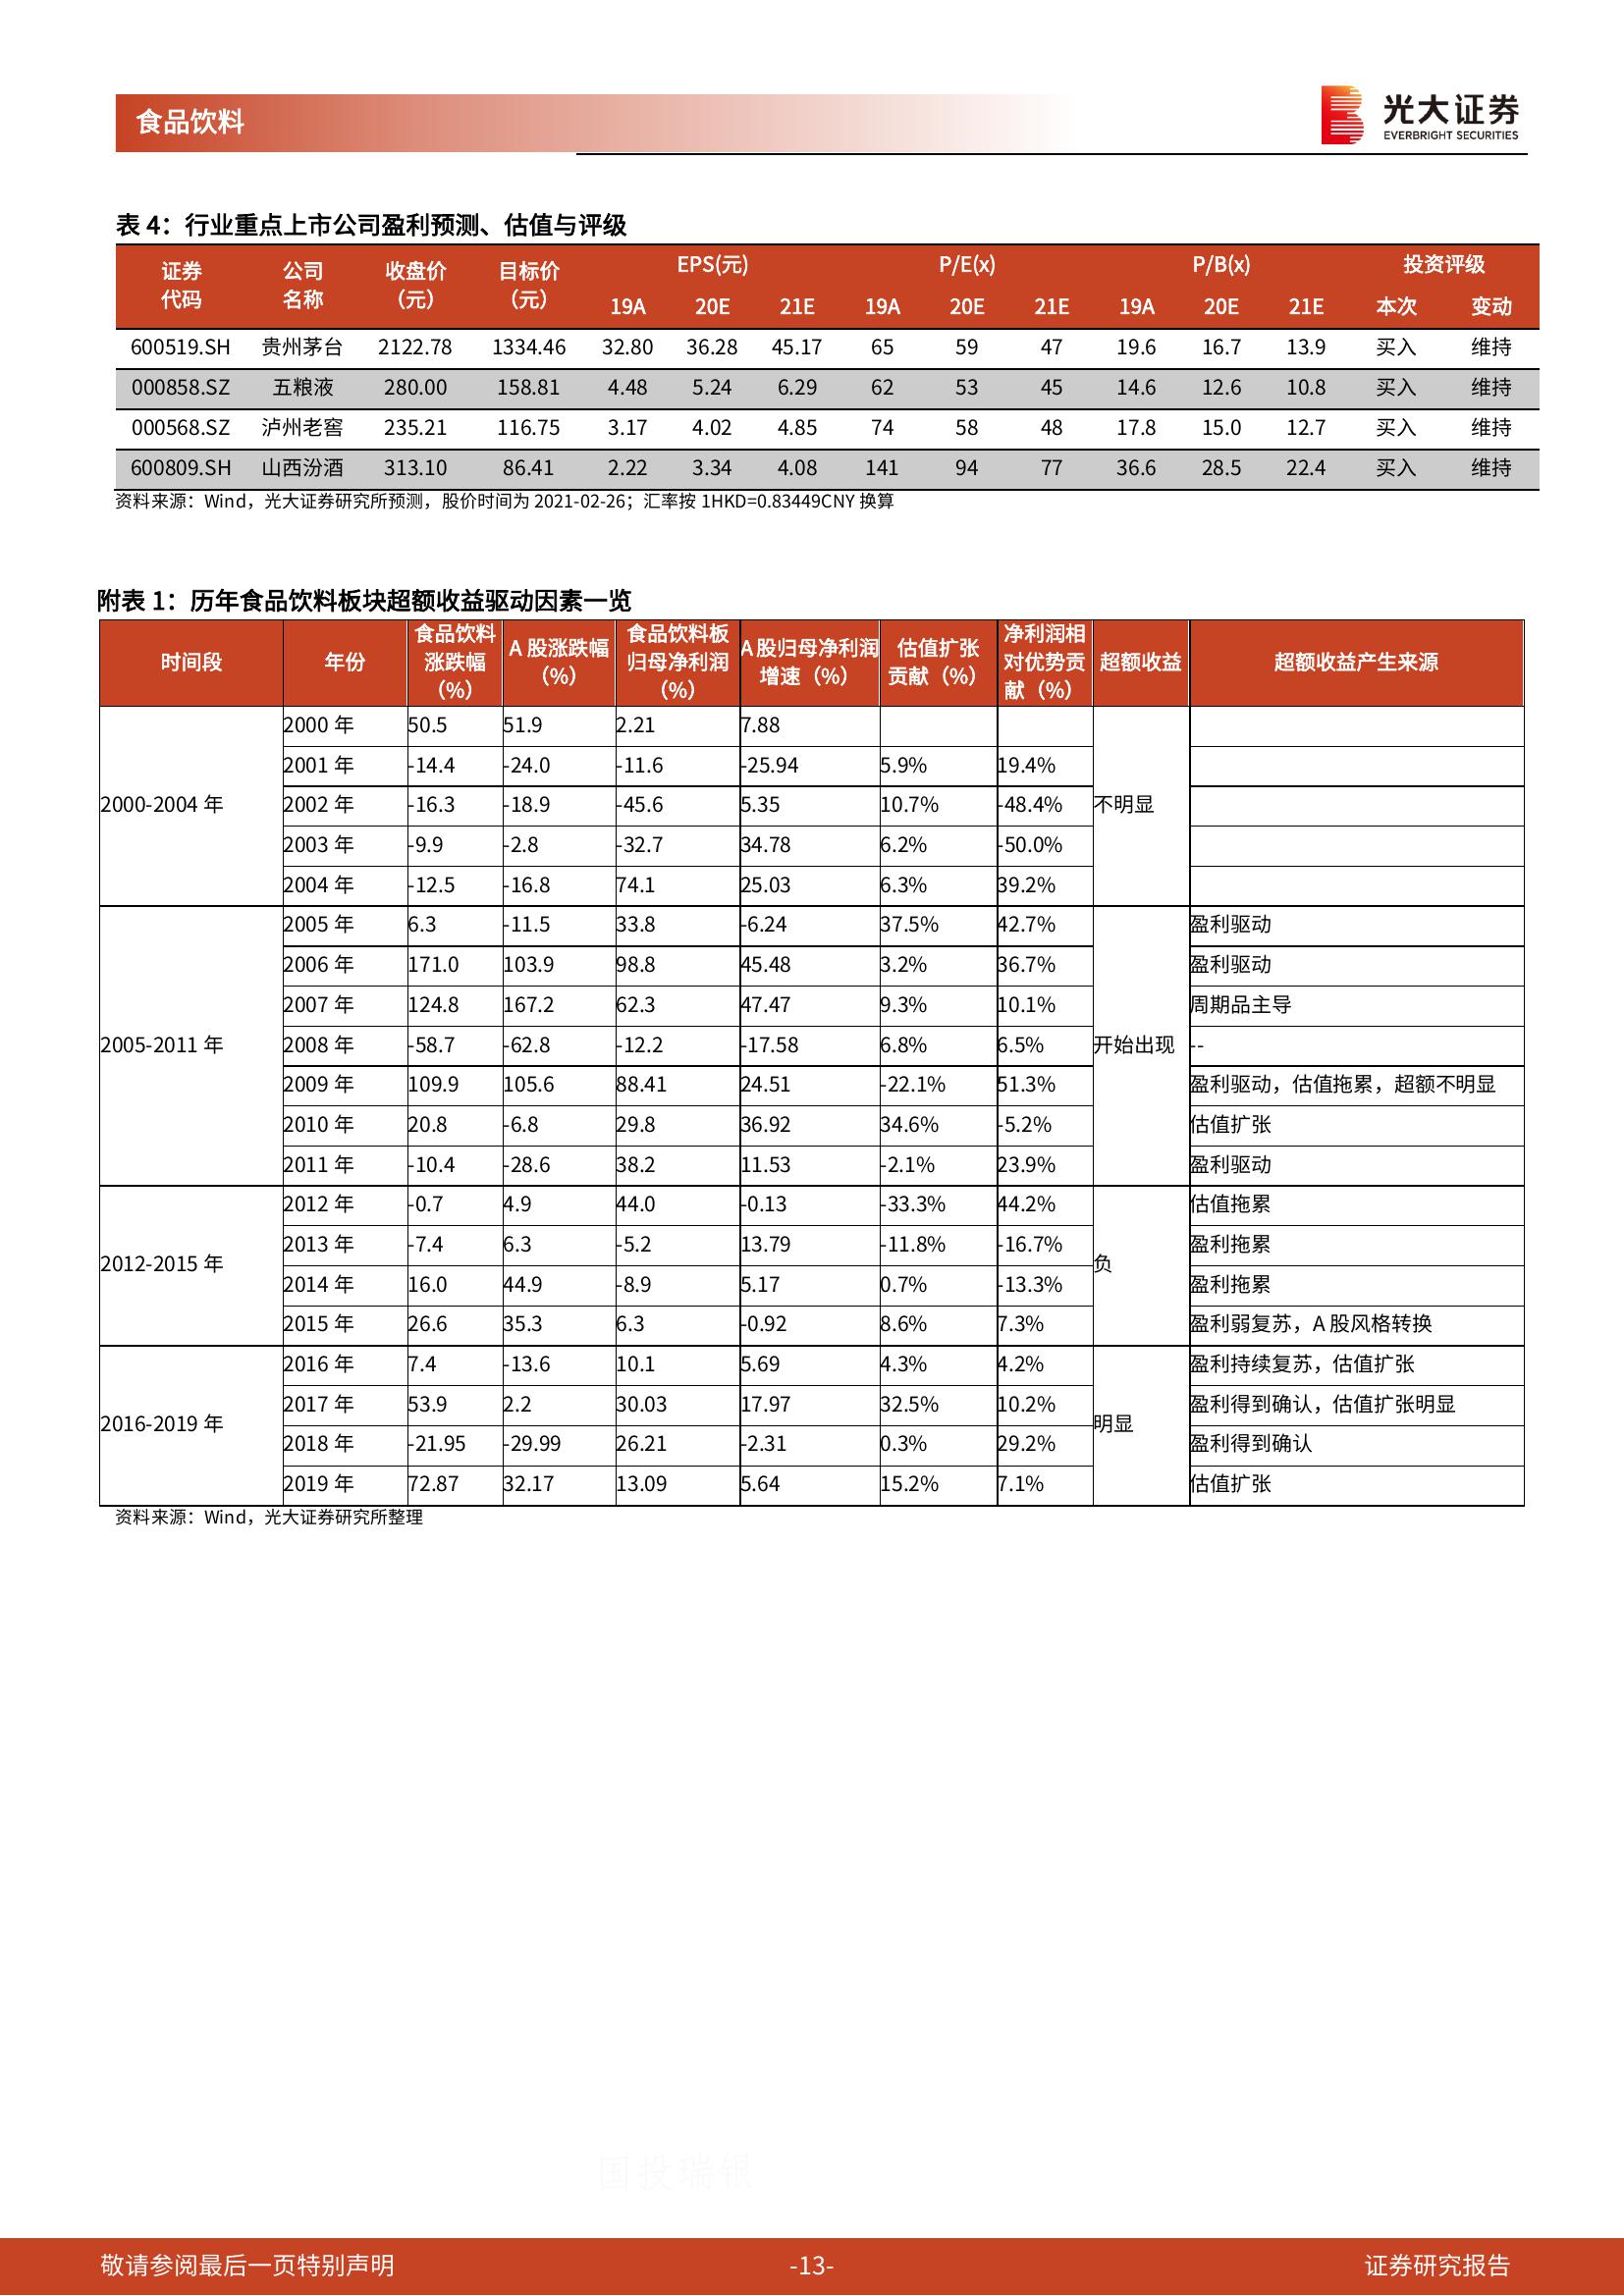 食品饮料
光大证券
EVERBRIGHT SECURITIES
表 4：行业重点上市公司盈利预测、估值与评级
证券代码 公司名称 收盘价（元） 目标价（元） EPS(元) P/E(x) P/B(x) 投资评级
19A 20E 21E 19A 20E 21E 19A 20E 21E 本次 变动
600519.SH 贵州茅台 2122.78 1334.46 32.80 36.28 45.17 65 59 47 19.6 16.7 13.9 买入 维持
000858.SZ 五粮液 280.00 158.81 4.48 5.24 6.29 62 53 45 14.6 12.6 10.8 买入 维持
000568.SZ 泸州老窖 235.21 116.75 3.17 4.02 4.85 74 58 48 17.8 15.0 12.7 买入 维持
600809.SH 山西汾酒 313.10 86.41 2.22 3.34 4.08 141 94 77 36.6 28.5 22.4 买入 维持
资料来源：Wind，光大证券研究所预测，股价时间为 2021-02-26；汇率按 1HKD=0.83449CNY 换算
附表 1：历年食品饮料板块超额收益驱动因素一览
时间段 年份 食品饮料涨跌幅（%） A 股涨跌幅（%） 食品饮料板归母净利润（%） A 股归母净利润增速（%） 估值扩张贡献（%） 净利润相对优势贡献（%） 超额收益 超额收益产生来源
2000-2004 年 2000 年 50.5 51.9 2.21 7.88 不明显
2001 年 -14.4 -24.0 -11.6 -25.94 5.9% 19.4%
2002 年 -16.3 -18.9 -45.6 5.35 10.7% -48.4%
2003 年 -9.9 -2.8 -32.7 34.78 6.2% -50.0%
2004 年 -12.5 -16.8 74.1 25.03 6.3% 39.2%
2005-2011 年 2005 年 6.3 -11.5 33.8 -6.24 37.5% 42.7% 开始出现 盈利驱动
2006 年 171.0 103.9 98.8 45.48 3.2% 36.7% 盈利驱动
2007 年 124.8 167.2 62.3 47.47 9.3% 10.1% 周期品主导
2008 年 -58.7 -62.8 -12.2 -17.58 6.8% 6.5% --
2009 年 109.9 105.6 88.41 24.51 -22.1% 51.3% 盈利驱动，估值拖累，超额不明显
2010 年 20.8 -6.8 29.8 36.92 34.6% -5.2% 估值扩张
2011 年 -10.4 -28.6 38.2 11.53 -2.1% 23.9% 盈利驱动
2012-2015 年 2012 年 -0.7 4.9 44.0 -0.13 -33.3% 44.2% 负 估值拖累
2013 年 -7.4 6.3 -5.2 13.79 -11.8% -16.7% 盈利拖累
2014 年 16.0 44.9 -8.9 5.17 0.7% -13.3% 盈利拖累
2015 年 26.6 35.3 6.3 -0.92 8.6% 7.3% 盈利弱复苏，A 股风格转换
2016-2019 年 2016 年 7.4 -13.6 10.1 5.69 4.3% 4.2% 明显 盈利持续复苏，估值扩张
2017 年 53.9 2.2 30.03 17.97 32.5% 10.2% 盈利得到确认，估值扩张明显
2018 年 -21.95 -29.99 26.21 -2.31 0.3% 29.2% 盈利得到确认
2019 年 72.87 32.17 13.09 5.64 15.2% 7.1% 估值扩张
资料来源：Wind，光大证券研究所整理
国投瑞银
敬请参阅最后一页特别声明 -13- 证券研究报告